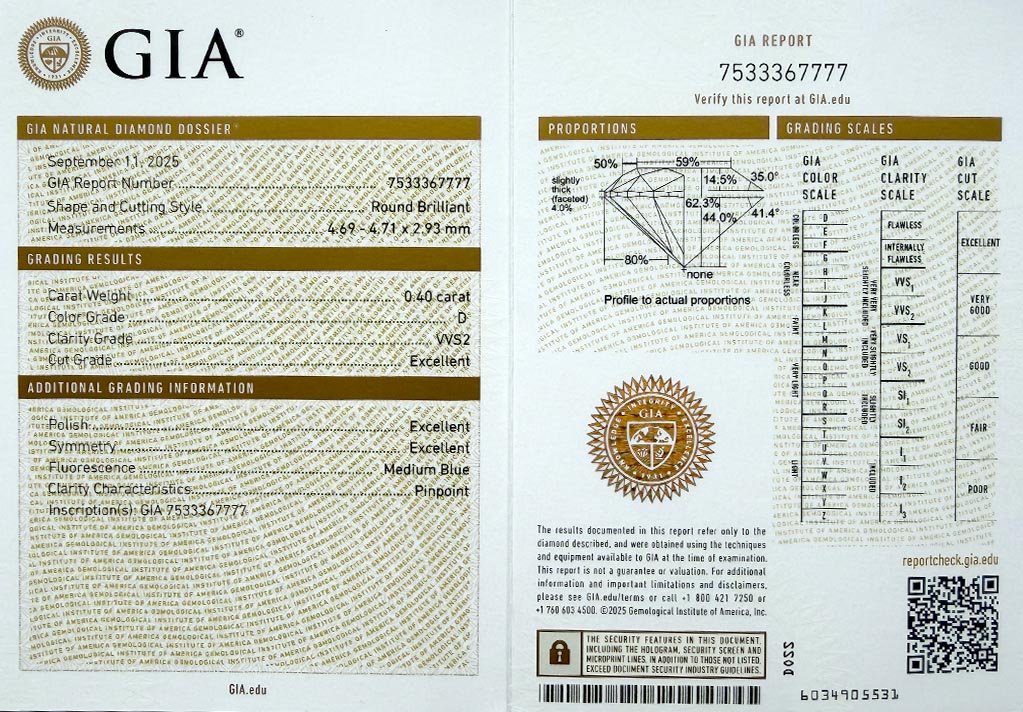 GIA®
GIA NATURAL DIAMOND DOSSIER®
September 11, 2025
GIA Report Number 7533367777
Shape and Cutting Style Round Brilliant
Measurements 4.69 - 4.71 x 2.93 mm
GRADING RESULTS
Carat Weight 0.40 carat
Color Grade D
Clarity Grade VVS2
Cut Grade Excellent
ADDITIONAL GRADING INFORMATION
Polish Excellent
Symmetry Excellent
Fluorescence Medium Blue
Clarity Characteristics Pinpoint
Inscription(s): GIA 7533367777
GIA.edu
GIA REPORT
7533367777
Verify this report at GIA.edu
PROPORTIONS
50%
59%
slightly
thick
(faceted)
4.0%
14.5%
35.0°
62.3%
44.0%
41.4°
80%
none
Profile to actual proportions
INTEGRITY
GIA
The results documented in this report refer only to the
diamond described, and were obtained using the techniques
and equipment available to GIA at the time of examination.
This report is not a guarantee or valuation. For additional
information and important limitations and disclaimers,
please see GIA.edu/terms or call +1 800 421 7250 or
+1 760 603 4500. ©2025 Gemological Institute of America, Inc.
THE SECURITY FEATURES IN THIS DOCUMENT,
INCLUDING THE HOLOGRAM, SECURITY SCREEN AND
MICROPRINT LINES, IN ADDITION TO THOSE NOT LISTED,
EXCEED DOCUMENT SECURITY INDUSTRY GUIDELINES.
GRADING SCALES
GIA
COLOR
SCALE
COLORLESS
D
E
F
NEAR
COLORLESS
G
H
I
J
FAINT
K
L
M
VERY LIGHT
N
O
P
Q
R
LIGHT
S
T
U
V
W
X
Y
Z
GIA
CLARITY
SCALE
FLAWLESS
INTERNALLY
FLAWLESS
VERY VERY
SLIGHTLY INCLUDED
VVS1
VVS2
VERY SLIGHTLY
INCLUDED
VS1
VS2
SLIGHTLY
INCLUDED
SI1
SI2
INCLUDED
I1
I2
I3
GIA
CUT
SCALE
EXCELLENT
VERY
GOOD
GOOD
FAIR
POOR
reportcheck.gia.edu
D022
6034905531